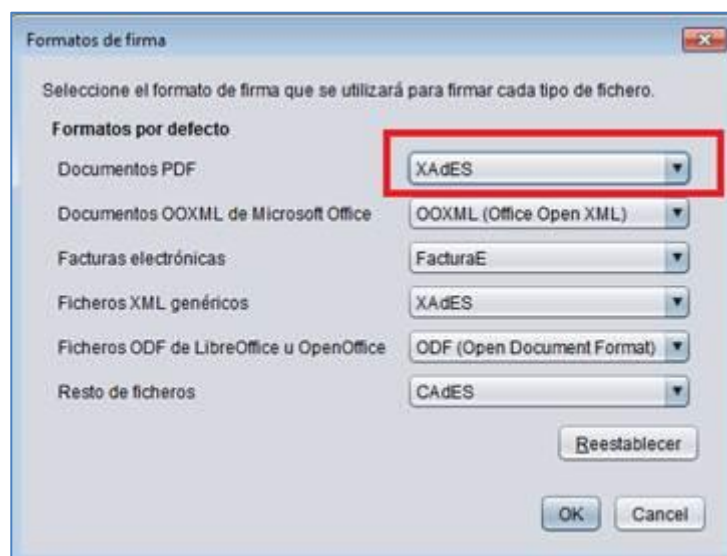 Formatos de firma
Seleccione el formato de firma que se utilizará para firmar cada tipo de fichero.
Formatos por defecto
Documentos PDF XAdES
Documentos OOXML de Microsoft Office OOXML (Office Open XML)
Facturas electrónicas FacturaE
Ficheros XML genéricos XAdES
Ficheros ODF de LibreOffice u OpenOffice ODF (Open Document Format)
Resto de ficheros CAdES
Reestablecer
OK Cancel